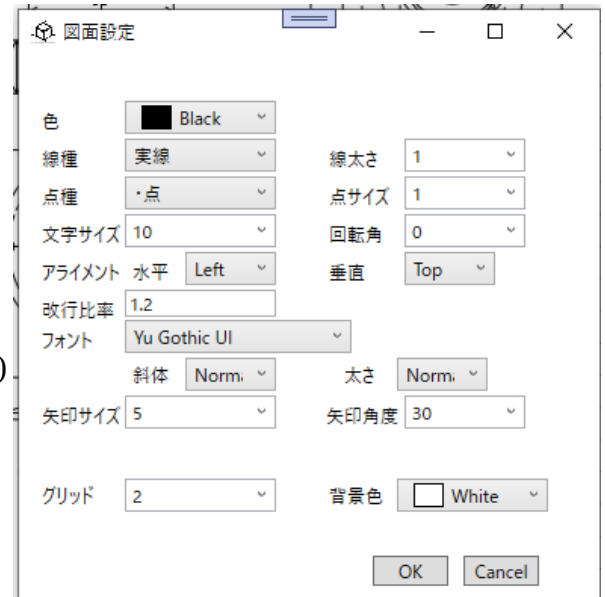 図面設定
色 Black
線種 実線 線太さ 1
点種 ・点 点サイズ 1
文字サイズ 10 回転角 0
アライメント 水平 Left 垂直 Top
改行比率 1.2
フォント Yu Gothic UI
斜体 Norma 太さ Norm
矢印サイズ 5 矢印角度 30
グリッド 2 背景色 White
OK Cancel